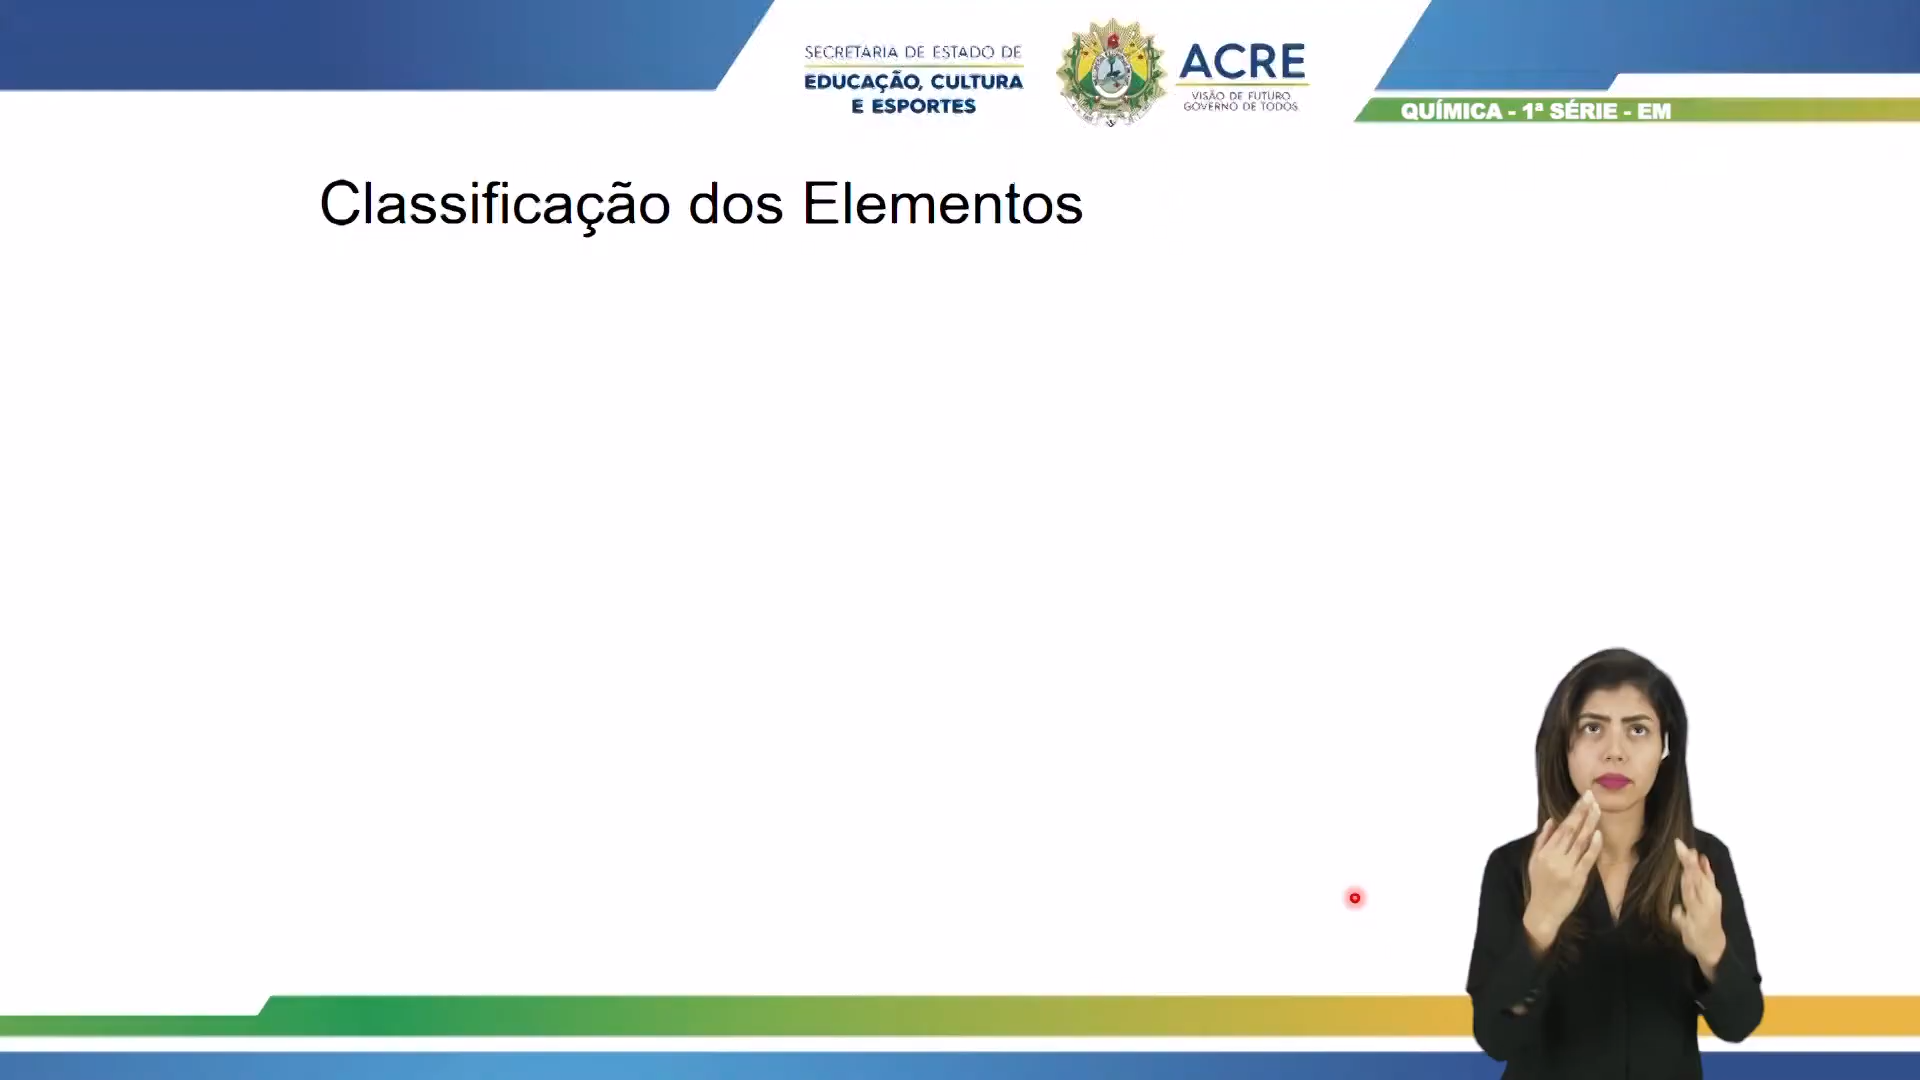 SECRETARIA DE ESTADO DE
EDUCAÇÃO, CULTURA
E ESPORTES
ACRE
VISÃO DE FUTURO
GOVERNO DE TODOS
QUÍMICA - 1ª SÉRIE - EM
Classificação dos Elementos